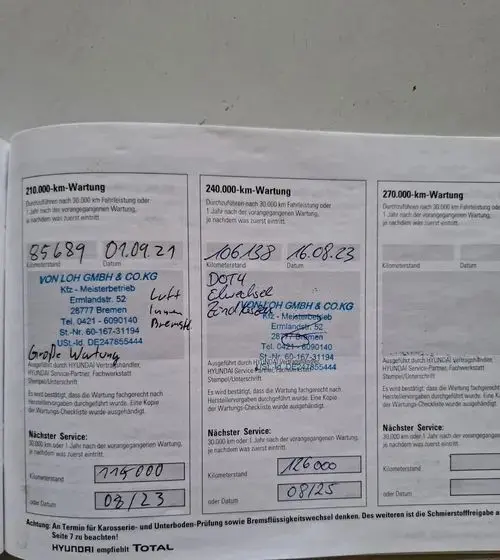 210.000-km-Wartung
Durchzuführen nach 30.000 km Fahrleistung oder
1 Jahr nach der vorangegangenen Wartung,
je nachdem was zuerst eintritt.
85689 01.09.21
Kilometerstand Datum
VON LOH GMBH & CO.KG
Kfz - Meisterbetrieb
Ermlandstr. 52
28777 Bremen
Tel. 0421 - 6090140
St.-Nr. 60-167-31194
USt.-Id. DE247855444
Luft
Innen
Große Wartung
Ausgeführt durch HYUNDAI Vertragshändler,
HYUNDAI Service-Partner, Fachwerkstatt
Stempel/Unterschrift
Es wird bestätigt, dass die Wartung fachgerecht nach
Herstellervorgaben durchgeführt wurde. Eine Kopie
der Wartungs-Checkliste wurde ausgehändigt.
Nächster Service:
30.000 km oder 1 Jahr nach der vorangegangenen Wartung,
je nachdem was zuerst eintritt.
Kilometerstand 115000
oder Datum 08/23
240.000-km-Wartung
Durchzuführen nach 30.000 km Fahrleistung oder
1 Jahr nach der vorangegangenen Wartung,
je nachdem was zuerst eintritt.
106138 16.08.23
Kilometerstand Datum
DOT4
VON LOH GMBH & CO.KG
Kfz - Meisterbetrieb
Ermlandstr. 52
28777 Bremen
Tel. 0421 - 6090140
St.-Nr. 60-167-31194
DE247855444
Ausgeführt durch HYUNDAI Vertragshändler,
HYUNDAI Service-Partner, Fachwerkstatt
Stempel/Unterschrift
Es wird bestätigt, dass die Wartung fachgerecht nach
Herstellervorgaben durchgeführt wurde. Eine Kopie der
Wartungs-Checkliste wurde ausgehändigt.
Nächster Service:
30.000 km oder 1 Jahr nach der vorangegangenen Wartung,
je nachdem was zuerst eintritt.
Kilometerstand 126000
oder Datum 08/25
270.000-km-Wartung
Durchzuführen nach 30.000 km
1 Jahr nach der vorangegangenen
je nachdem was zuerst eintritt.
Kilometerstand
Ausgeführt durch HYUNDAI Vertragshändler,
HYUNDAI Service-Partner, Fachwerkstatt
Stempel/Unterschrift
Es wird bestätigt, dass die Wartung
Herstellervorgaben durchgeführt
der Wartungs-Checkliste wurde
Nächster Service:
30.000 km oder 1 Jahr nach der
je nachdem was zuerst eintritt.
Kilometerstand
oder Datum
Achtung: An Termin für Karosserie- und Unterboden-Prüfung sowie Bremsflüssigkeitswechsel denken. Des weiteren ist die Schmierstofffreigabe
Seite 7 zu beachten!
HYUNDAI empfiehlt TOTAL